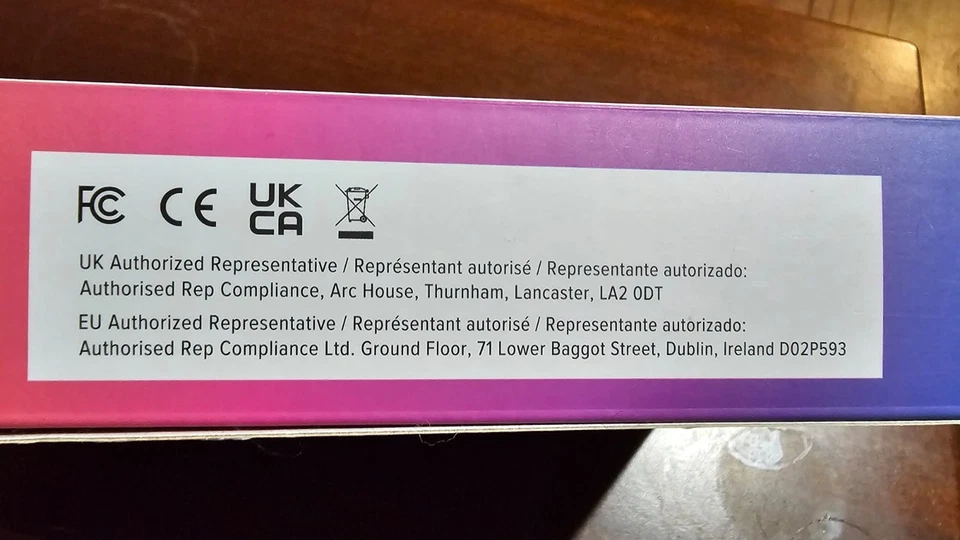 FC CE UK
CA
UK Authorized Representative / Représentant autorisé / Representante autorizado:
Authorised Rep Compliance, Arc House, Thurnham, Lancaster, LA2 0DT
EU Authorized Representative / Représentant autorisé / Representante autorizado:
Authorised Rep Compliance Ltd. Ground Floor, 71 Lower Baggot Street, Dublin, Ireland D02P593